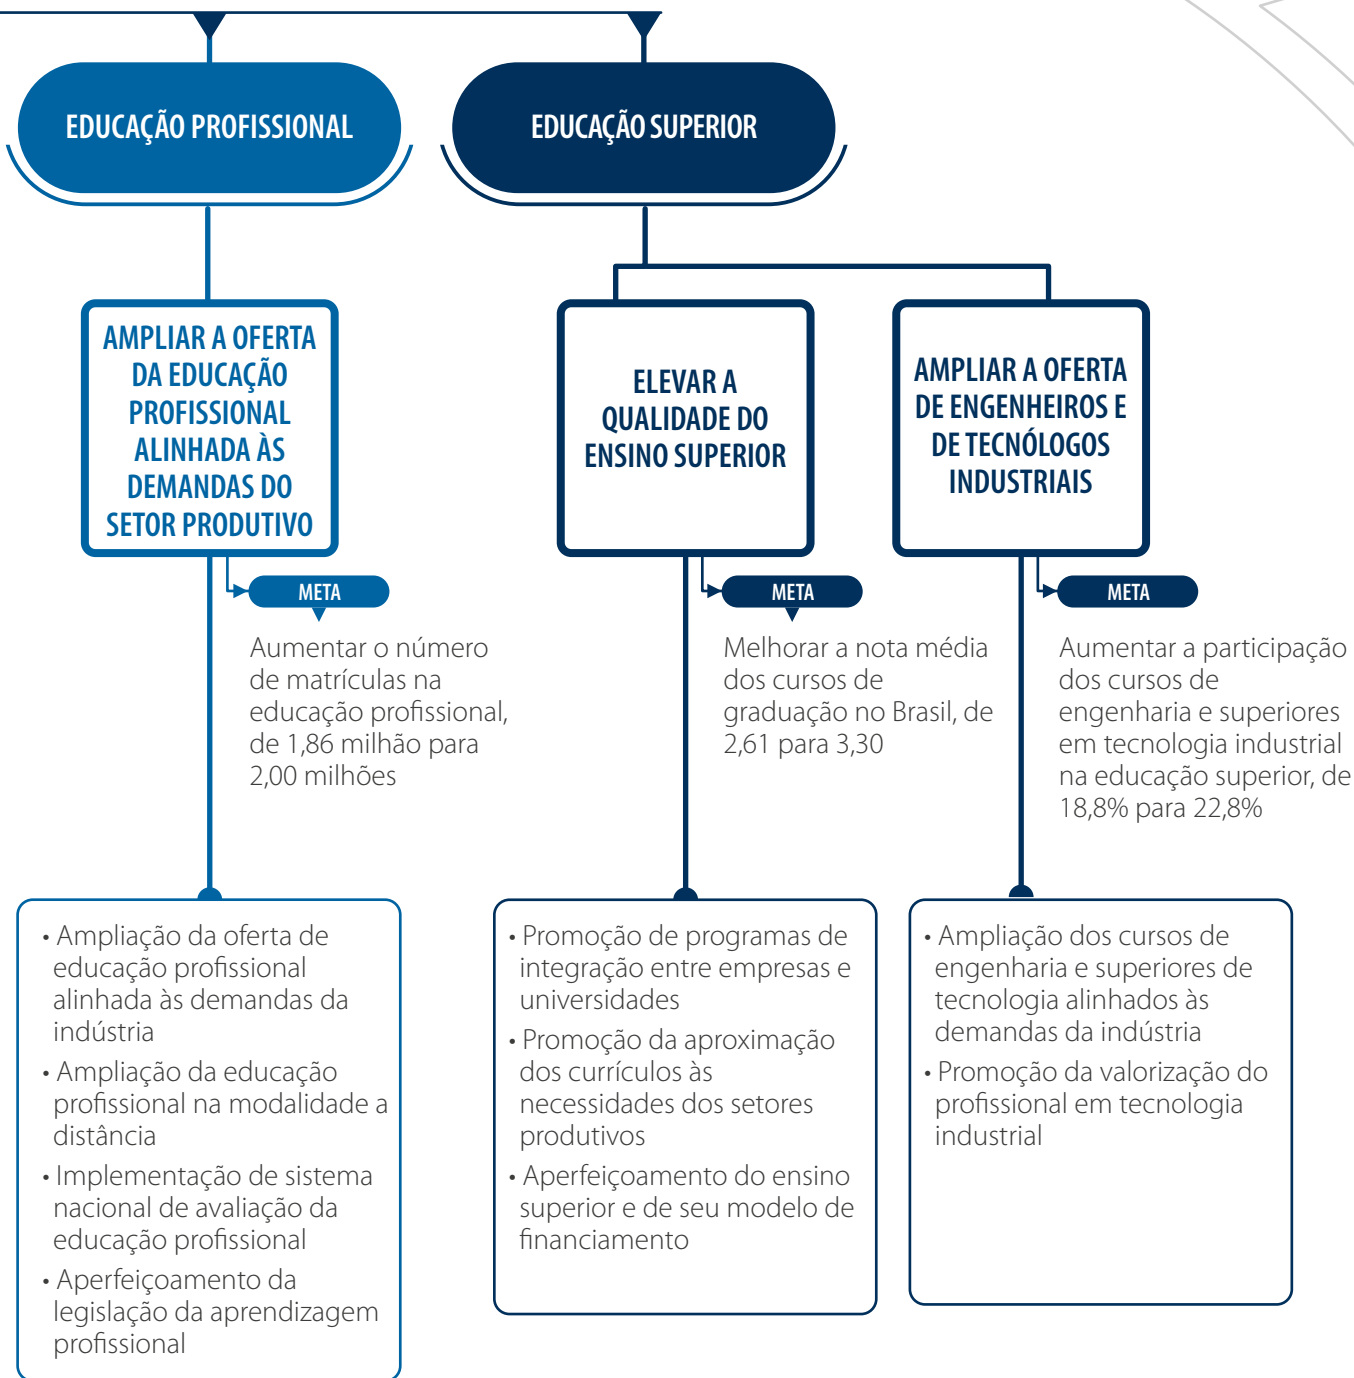 EDUCAÇÃO PROFISSIONAL
EDUCAÇÃO SUPERIOR
AMPLIAR A OFERTA
DA EDUCAÇÃO
PROFISSIONAL
ALINHADA ÀS
DEMANDAS DO
SETOR PRODUTIVO
META
Aumentar o número
de matrículas na
educação profissional,
de 1,86 milhão para
2,00 milhões
• Ampliação da oferta de
educação profissional
alinhada às demandas da
indústria
• Ampliação da educação
profissional na modalidade a
distância
• Implementação de sistema
nacional de avaliação da
educação profissional
• Aperfeiçoamento da
legislação da aprendizagem
profissional
ELEVAR A
QUALIDADE DO
ENSINO SUPERIOR
META
Melhorar a nota média
dos cursos de
graduação no Brasil, de
2,61 para 3,30
• Promoção de programas de
integração entre empresas e
universidades
• Promoção da aproximação
dos currículos às
necessidades dos setores
produtivos
• Aperfeiçoamento do ensino
superior e de seu modelo de
financiamento
AMPLIAR A OFERTA
DE ENGENHEIROS E
DE TECNÓLOGOS
INDUSTRIAIS
META
Aumentar a participação
dos cursos de
engenharia e superiores
em tecnologia industrial
na educação superior, de
18,8% para 22,8%
• Ampliação dos cursos de
engenharia e superiores de
tecnologia alinhados às
demandas da indústria
• Promoção da valorização do
profissional em tecnologia
industrial